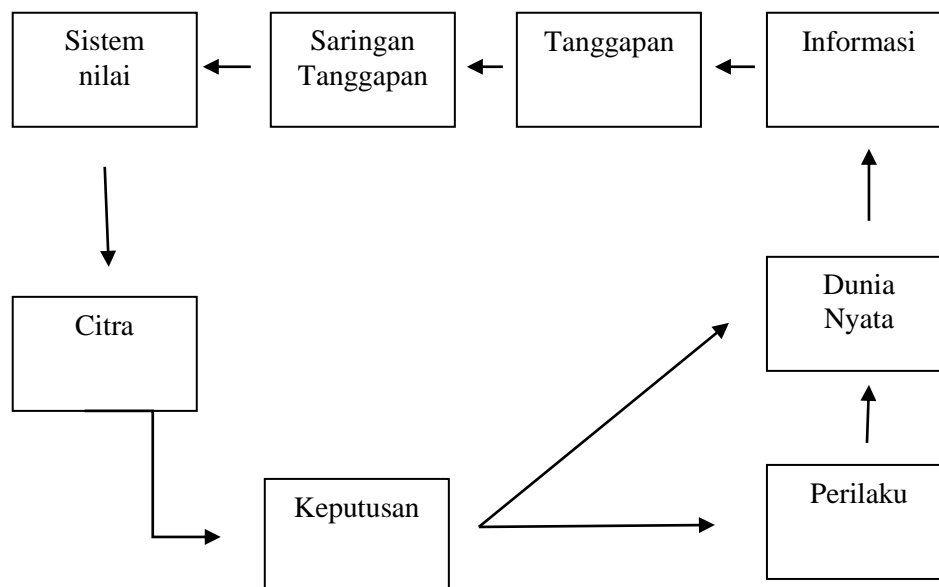 Sistem
nilai
Saringan
Tanggapan
Tanggapan
Informasi
Dunia
Nyata
Citra
Keputusan
Perilaku